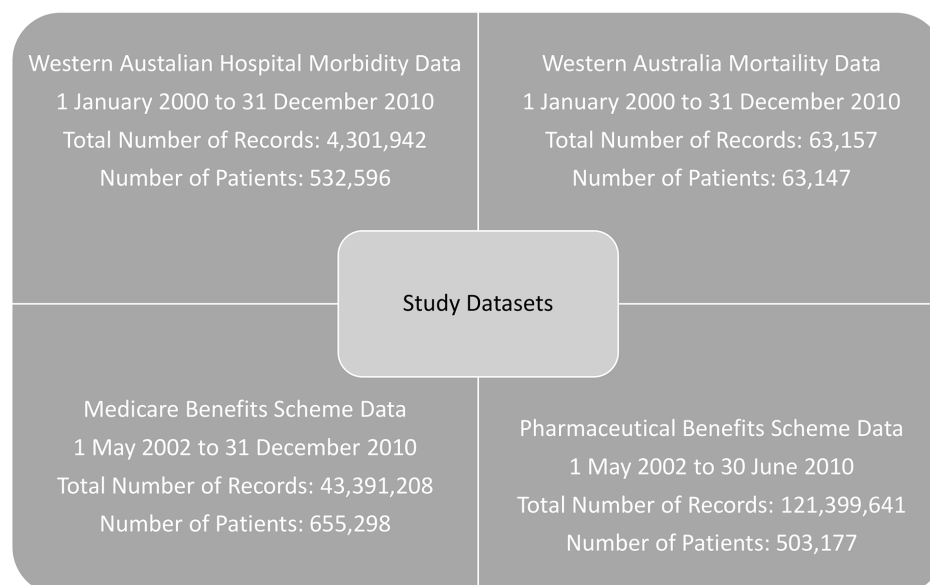 Western Austalian Hospital Morbidity Data
1 January 2000 to 31 December 2010
Total Number of Records: 4,301,942
Number of Patients: 532,596
Western Australia Mortaility Data
1 January 2000 to 31 December 2010
Total Number of Records: 63,157
Number of Patients: 63,147
Study Datasets
Medicare Benefits Scheme Data
1 May 2002 to 31 December 2010
Total Number of Records: 43,391,208
Number of Patients: 655,298
Pharmaceutical Benefits Scheme Data
1 May 2002 to 30 June 2010
Total Number of Records: 121,399,641
Number of Patients: 503,177